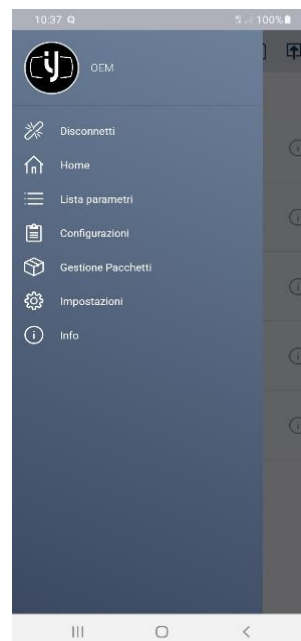 10:37 100%
OEM
Disconnetti
Home
Lista parametri
Configurazioni
Gestione Pacchetti
Impostazioni
Info